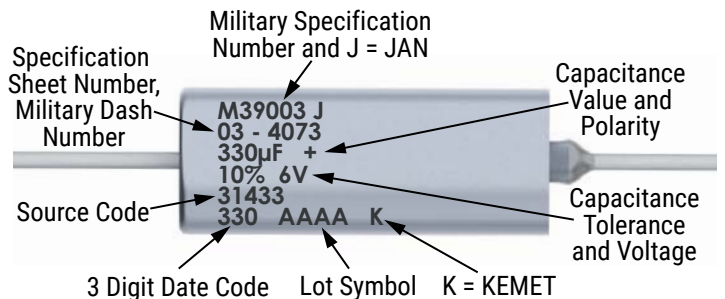 Military Specification
Number and J = JAN
Specification
Sheet Number,
Military Dash
Number
Capacitance
Value and
Polarity
M39003 J
03 - 4073
330µF +
10% 6V
31433
330 AAAA K
Source Code
Capacitance
Tolerance
and Voltage
3 Digit Date Code
Lot Symbol
K = KEMET